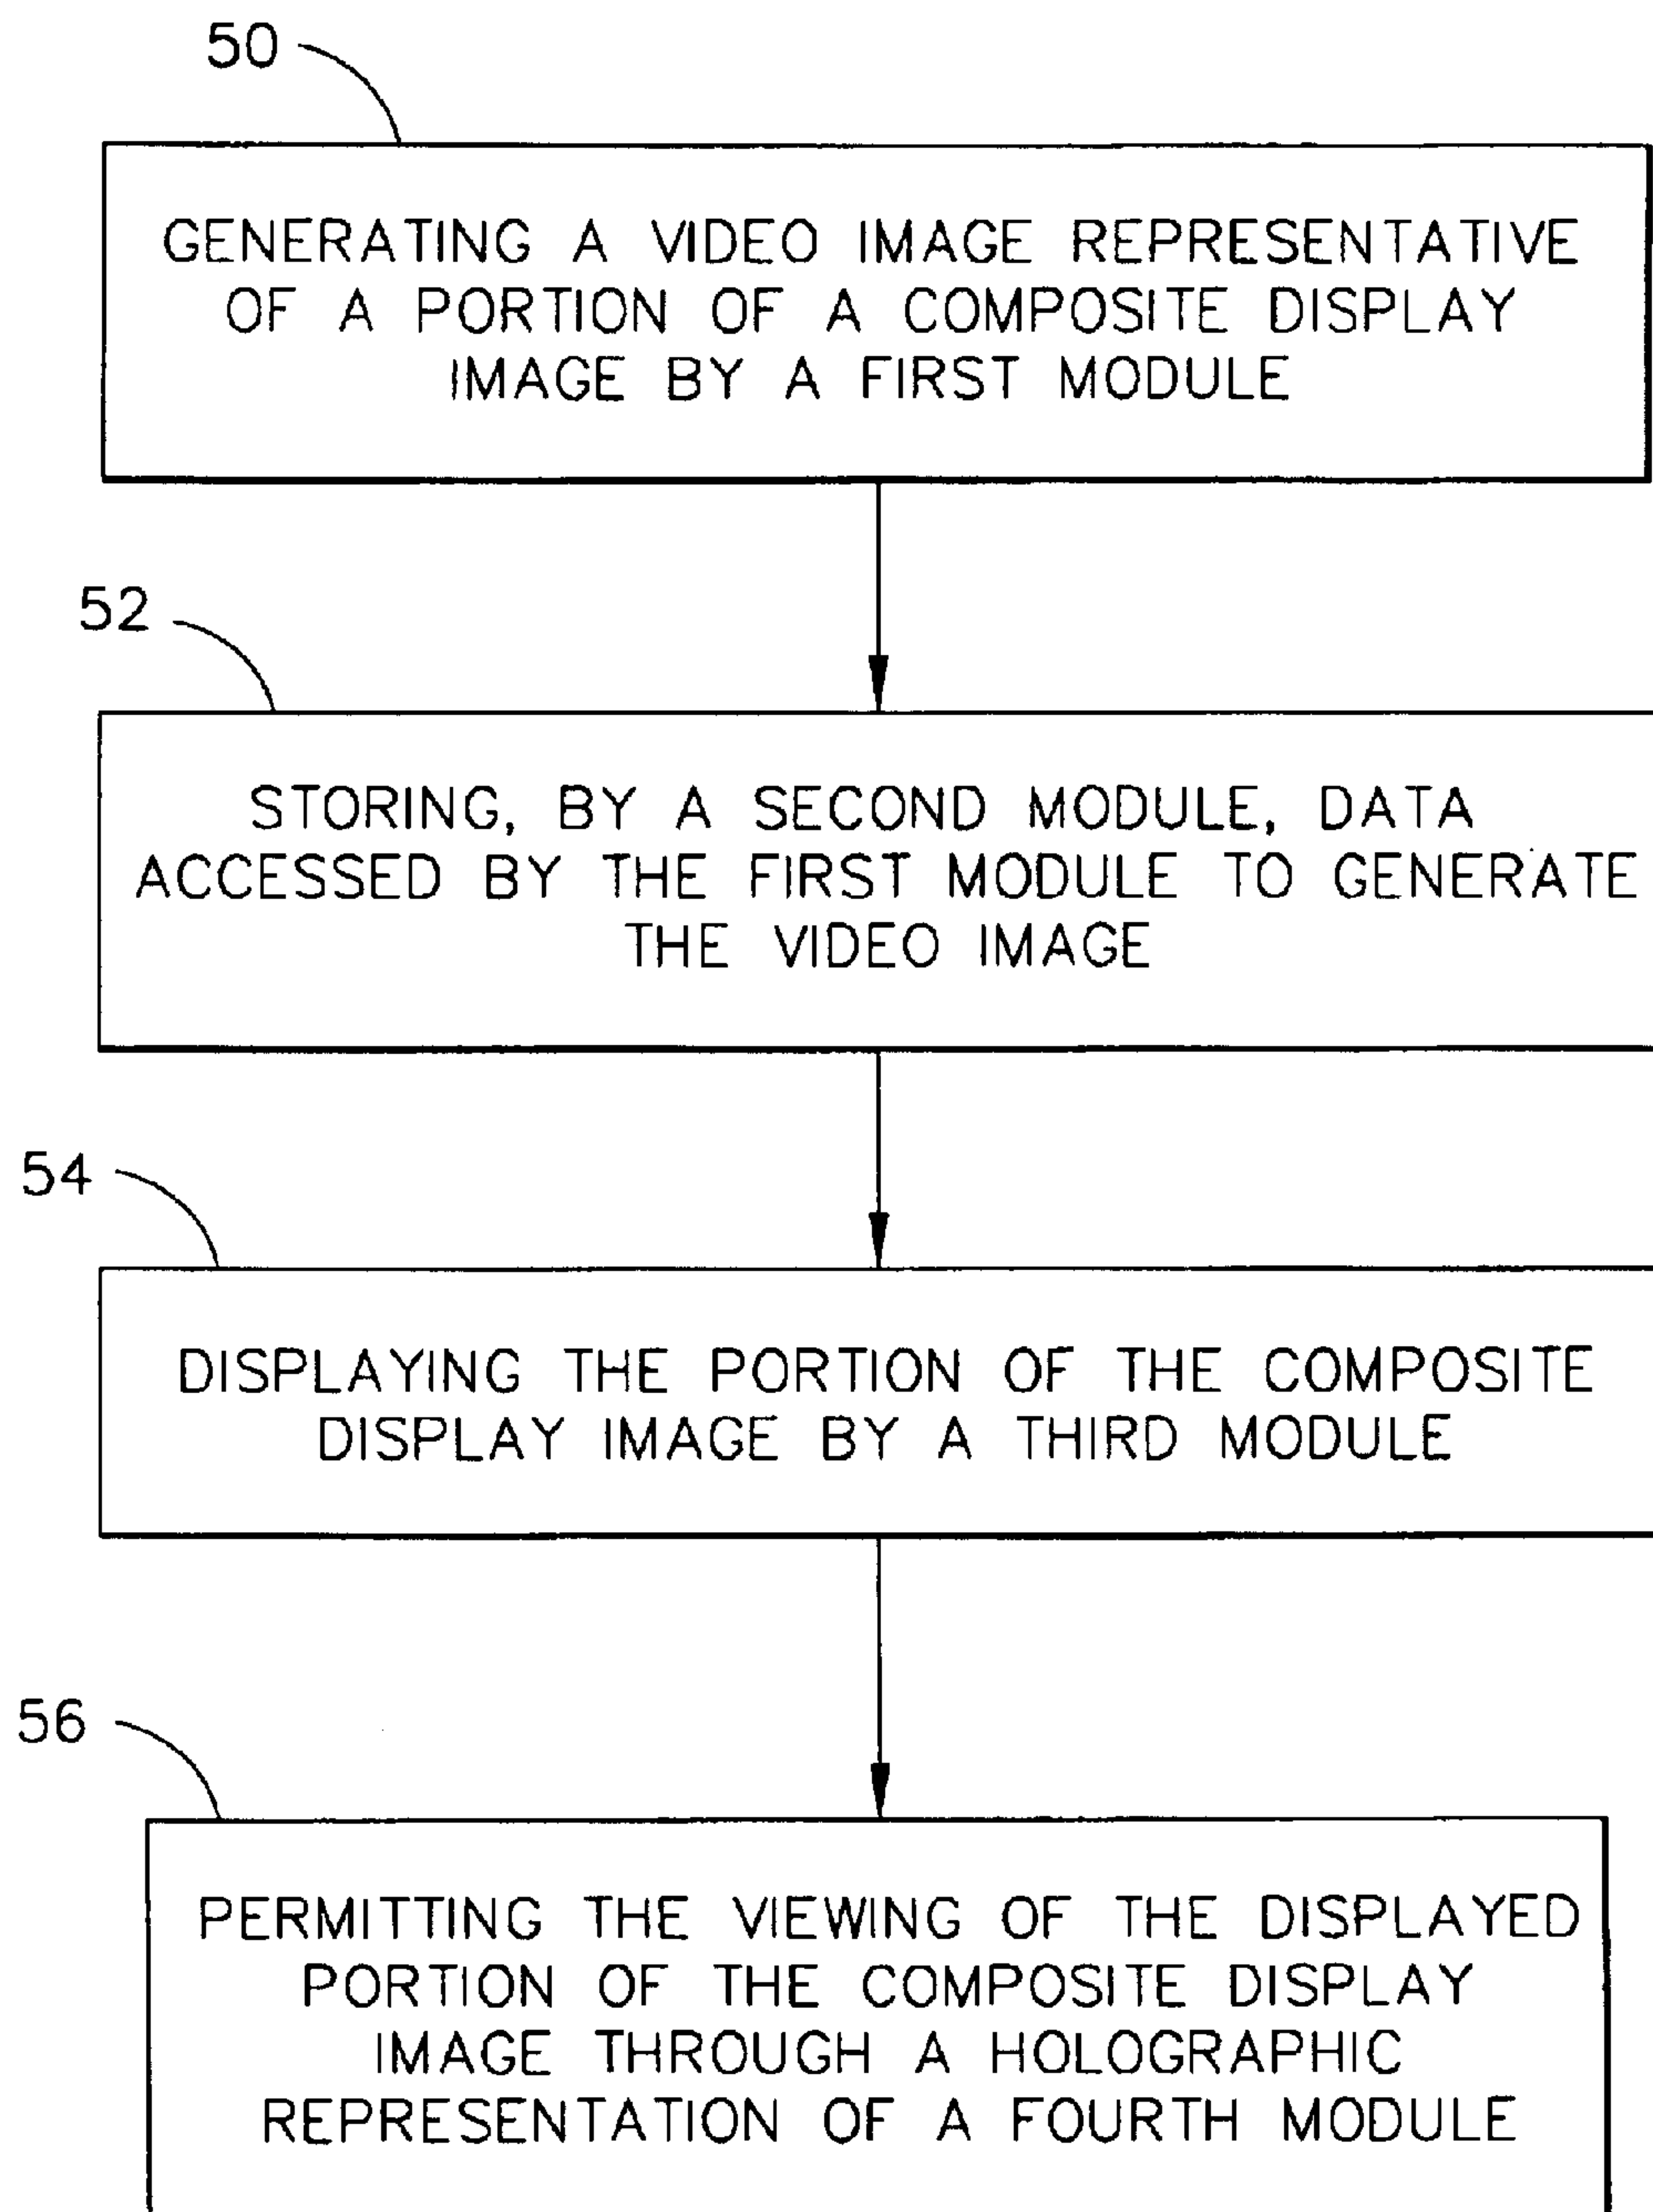 50
GENERATING A VIDEO IMAGE REPRESENTATIVE
OF A PORTION OF A COMPOSITE DISPLAY
IMAGE BY A FIRST MODULE
52
STORING, BY A SECOND MODULE, DATA
ACCESSED BY THE FIRST MODULE TO GENERATE
THE VIDEO IMAGE
54
DISPLAYING THE PORTION OF THE COMPOSITE
DISPLAY IMAGE BY A THIRD MODULE
56
PERMITTING THE VIEWING OF THE DISPLAYED
PORTION OF THE COMPOSITE DISPLAY
IMAGE THROUGH A HOLOGRAPHIC
REPRESENTATION OF A FOURTH MODULE